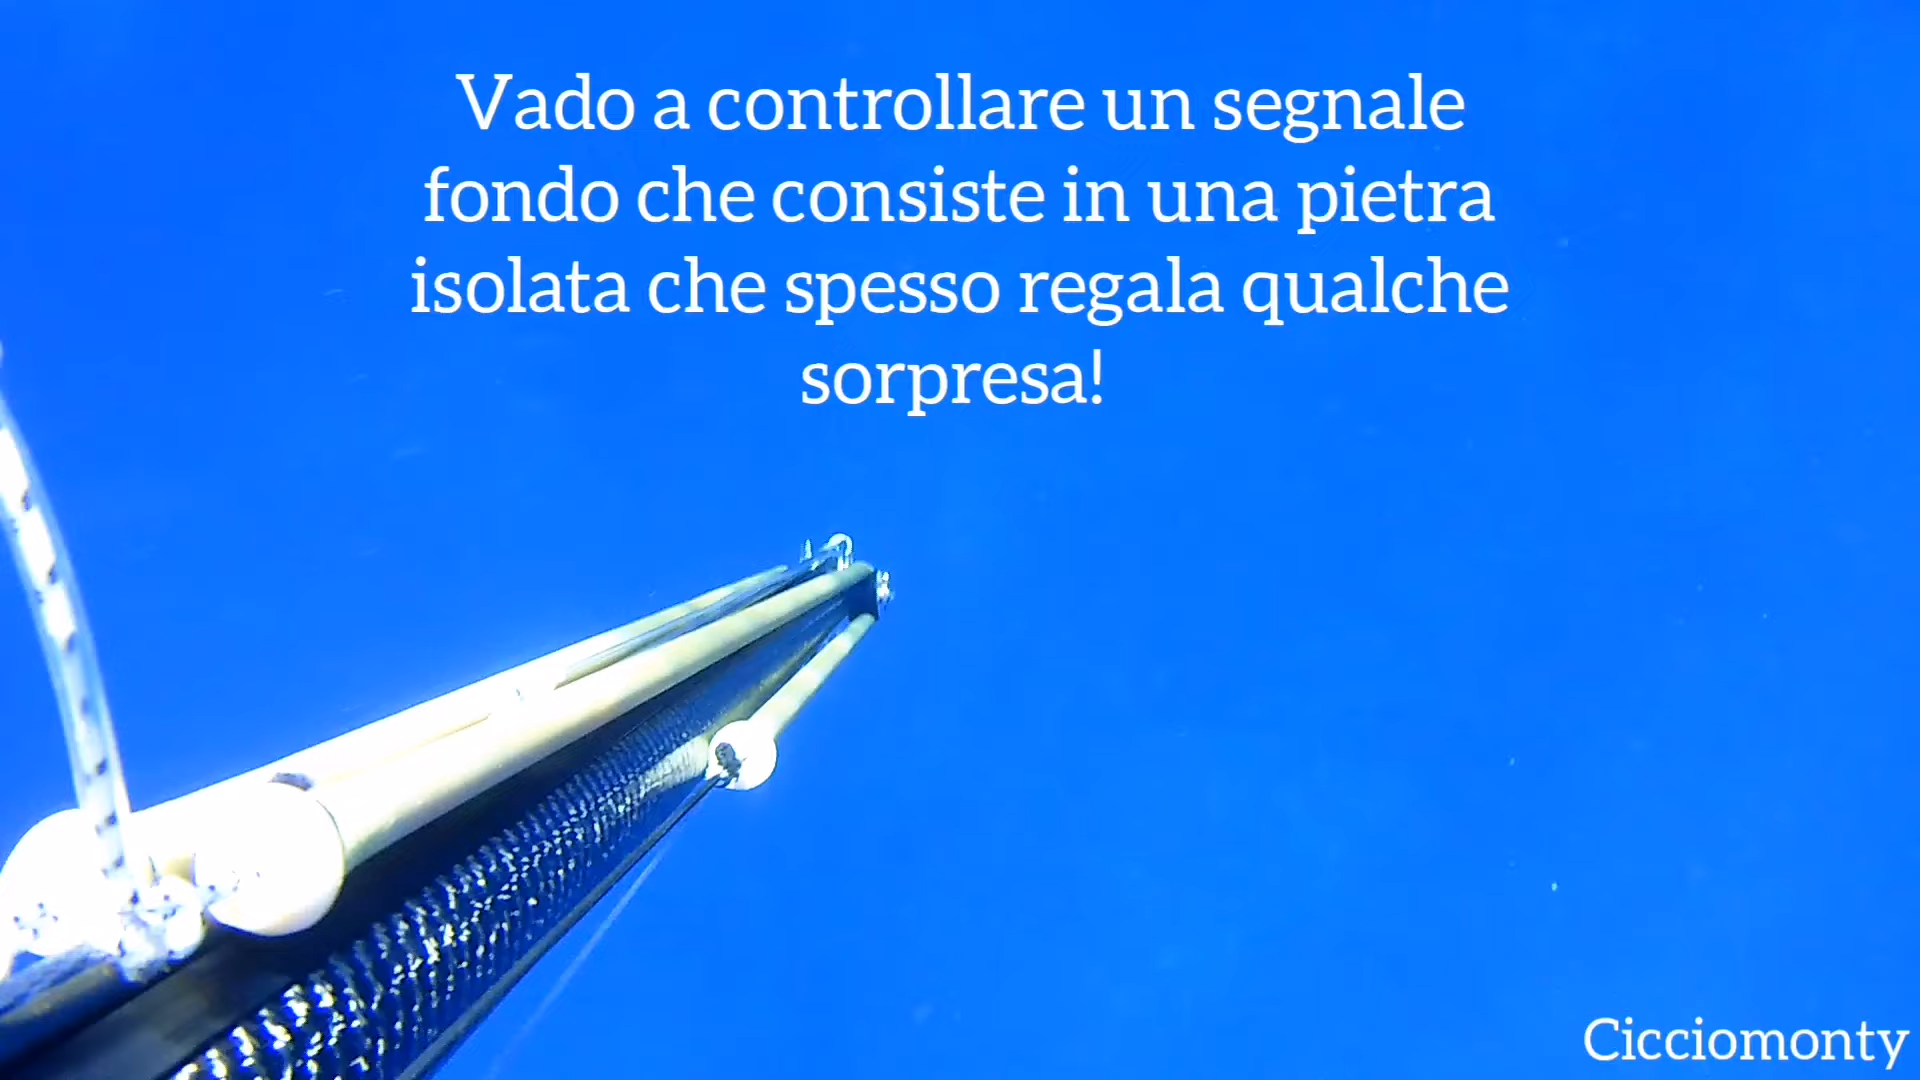 Vado a controllare un segnale
fondo che consiste in una pietra
isolata che spesso regala qualche
sorpresa!
Cicciomonty